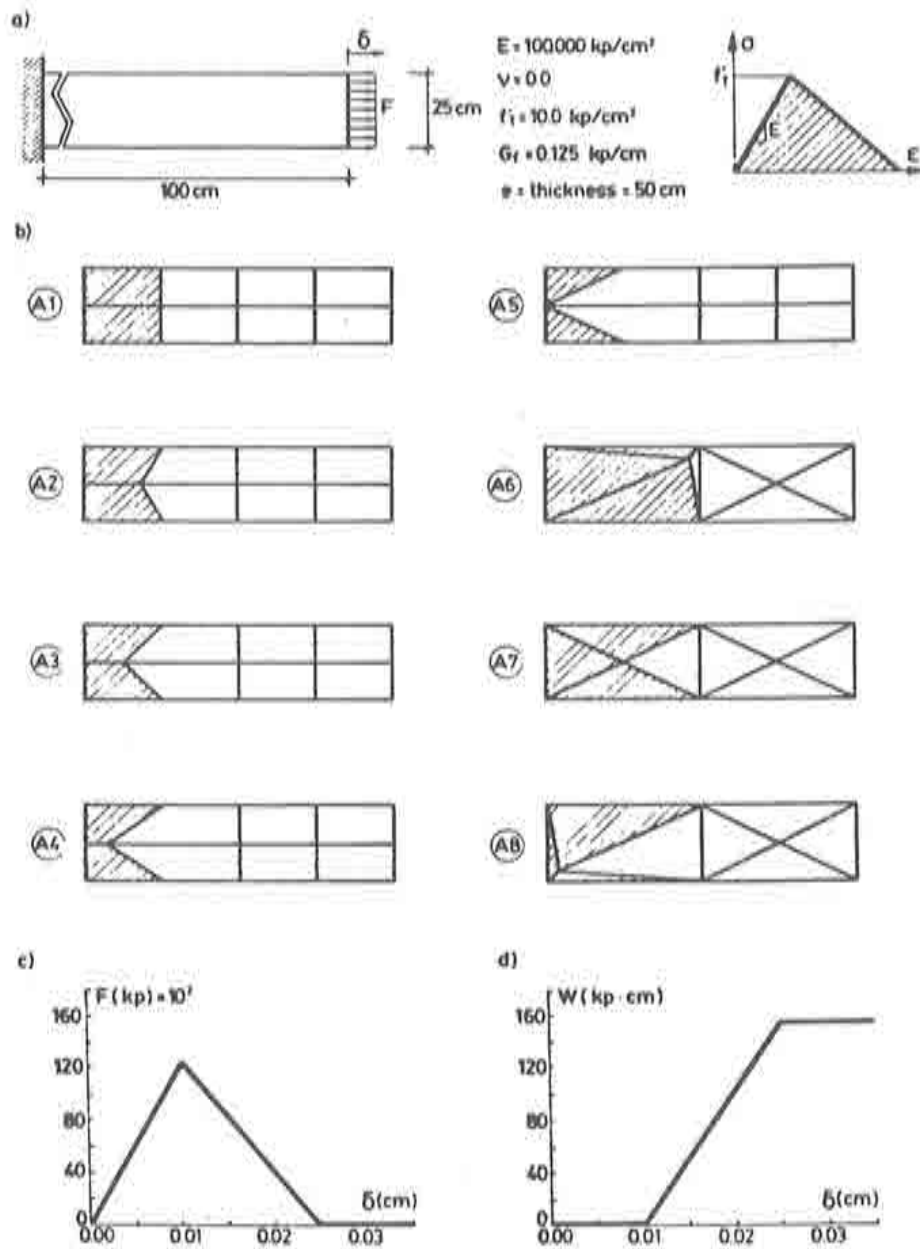 a)
δ
F
25 cm
100 cm
E = 100.000 kp/cm²
ν = 0.0
f't = 10.0 kp/cm²
Gf = 0.125 kp/cm
e = thickness = 50 cm
σ
f't
E
ε
b)
A1
A2
A3
A4
A5
A6
A7
A8
c)
F (kp) × 10²
160
120
80
40
0
0.00
0.01
0.02
0.03
δ (cm)
d)
W (kp · cm)
160
120
80
40
0
0.00
0.01
0.02
0.03
δ (cm)